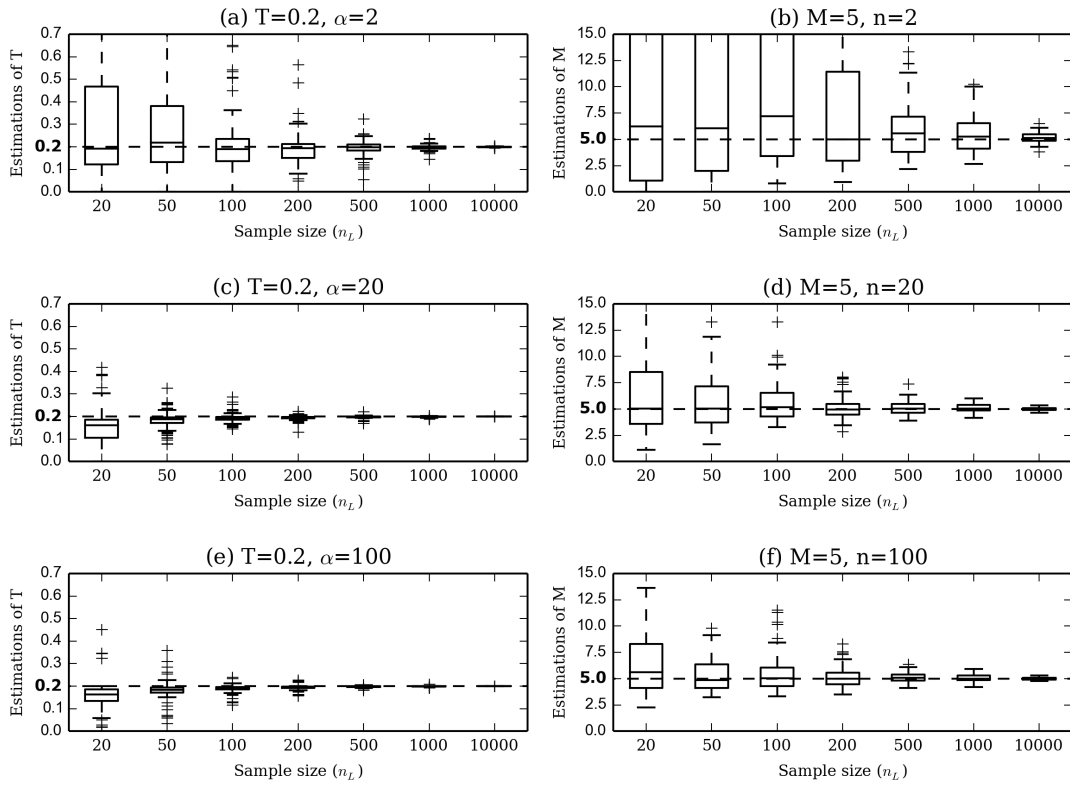 (a) T=0.2, α=2
Estimations of T
0.7
0.6
0.5
0.4
0.3
0.2
0.1
0.0
20 50 100 200 500 1000 10000
Sample size (n_L)
(b) M=5, n=2
Estimations of M
15.0
12.5
10.0
7.5
5.0
2.5
0.0
20 50 100 200 500 1000 10000
Sample size (n_L)
(c) T=0.2, α=20
Estimations of T
0.7
0.6
0.5
0.4
0.3
0.2
0.1
0.0
20 50 100 200 500 1000 10000
Sample size (n_L)
(d) M=5, n=20
Estimations of M
15.0
12.5
10.0
7.5
5.0
2.5
0.0
20 50 100 200 500 1000 10000
Sample size (n_L)
(e) T=0.2, α=100
Estimations of T
0.7
0.6
0.5
0.4
0.3
0.2
0.1
0.0
20 50 100 200 500 1000 10000
Sample size (n_L)
(f) M=5, n=100
Estimations of M
15.0
12.5
10.0
7.5
5.0
2.5
0.0
20 50 100 200 500 1000 10000
Sample size (n_L)